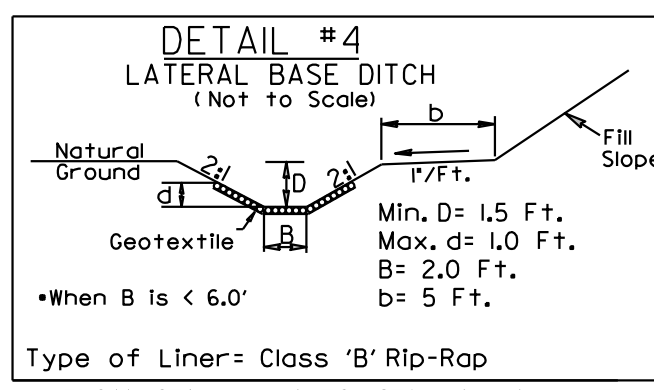 DETAIL #4
LATERAL BASE DITCH
(Not to Scale)
b
Natural
Ground
2:1
D
2:1
1"/Ft.
Fill
Slope
d
Geotextile
B
Min. D= 1.5 Ft.
Max. d= 1.0 Ft.
B= 2.0 Ft.
b= 5 Ft.
•When B is < 6.0'
Type of Liner= Class 'B' Rip-Rap